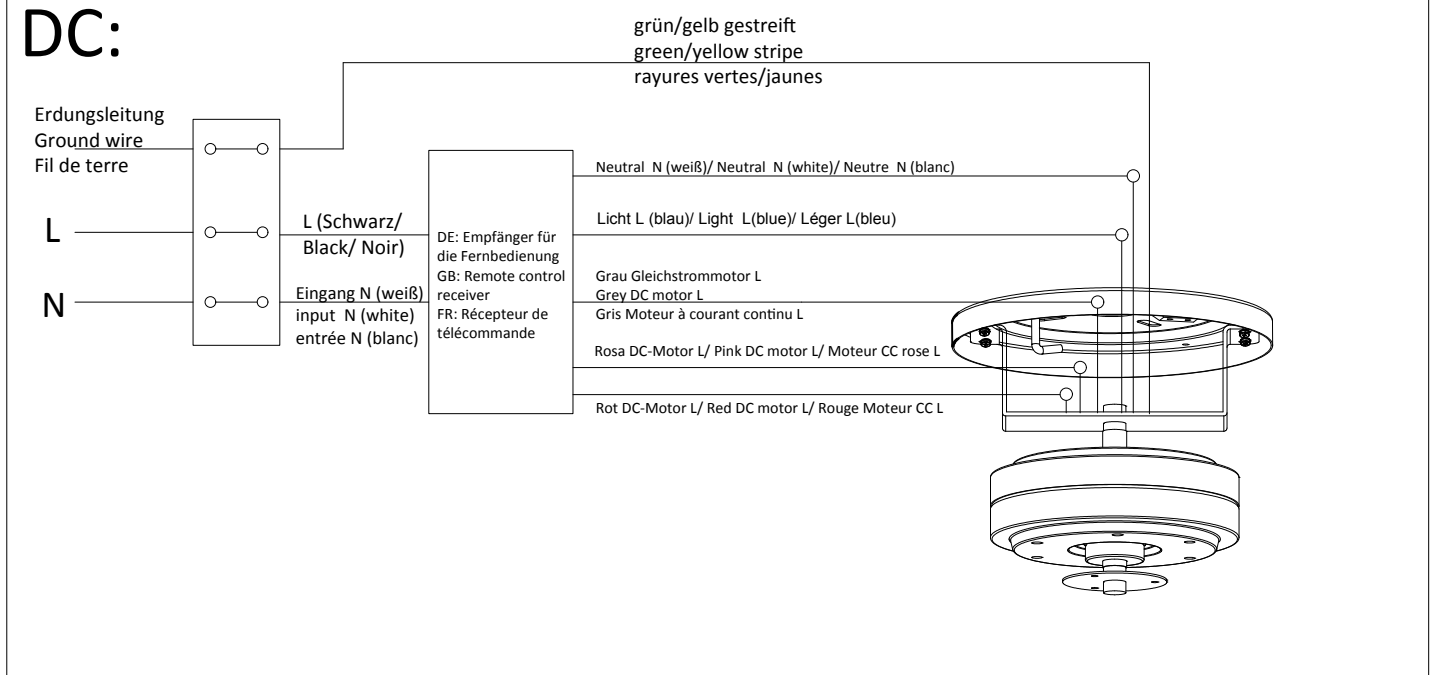 DC:
grün/gelb gestreift
green/yellow stripe
rayures vertes/jaunes
Erdungsleitung
Ground wire
Fil de terre
L
N
L (Schwarz/
Black/ Noir)
Eingang N (weiß)
input N (white)
entrée N (blanc)
DE: Empfänger für
die Fernbedienung
GB: Remote control
receiver
FR: Récepteur de
télécommande
Neutral N (weiß)/ Neutral N (white)/ Neutre N (blanc)
Licht L (blau)/ Light L(blue)/ Léger L(bleu)
Grau Gleichstrommotor L
Grey DC motor L
Gris Moteur à courant continu L
Rosa DC-Motor L/ Pink DC motor L/ Moteur CC rose L
Rot DC-Motor L/ Red DC motor L/ Rouge Moteur CC L